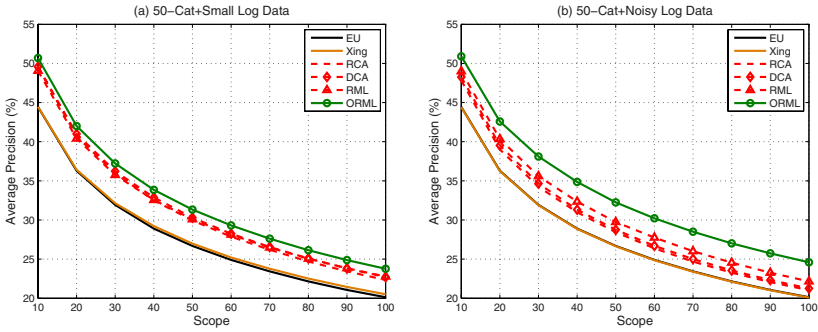 (a) 50−Cat+Small Log Data
55
50
45
40
35
30
25
20
Average Precision (%)
10 20 30 40 50 60 70 80 90 100
Scope
EU
Xing
RCA
DCA
RML
ORML
(b) 50−Cat+Noisy Log Data
55
50
45
40
35
30
25
20
Average Precision (%)
10 20 30 40 50 60 70 80 90 100
Scope
EU
Xing
RCA
DCA
RML
ORML